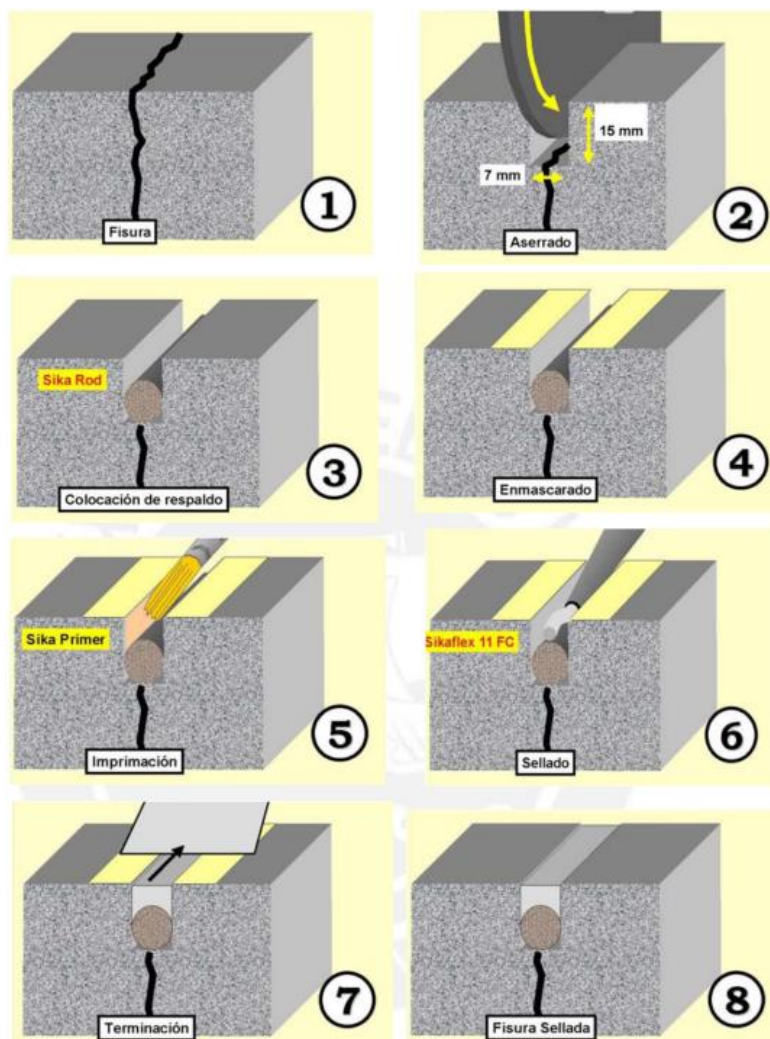 1
Fisura
15 mm
7 mm
2
Aserrado
Sika Rod
3
Colocación de respaldo
4
Enmascarado
Sika Primer
5
Imprimación
Sikaflex 11 FC
6
Sellado
7
Terminación
8
Fisura Sellada